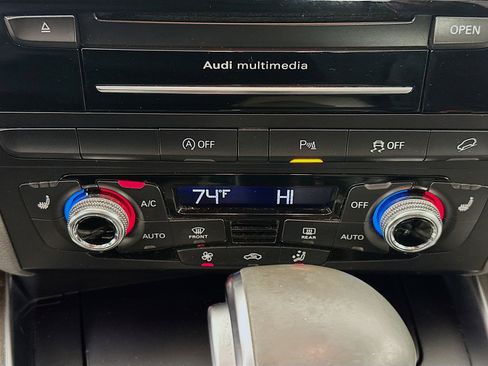 OPEN
Audi multimedia
A OFF
P
OFF
A/C
74°F
HI
OFF
AUTO
FRONT
REAR
AUTO